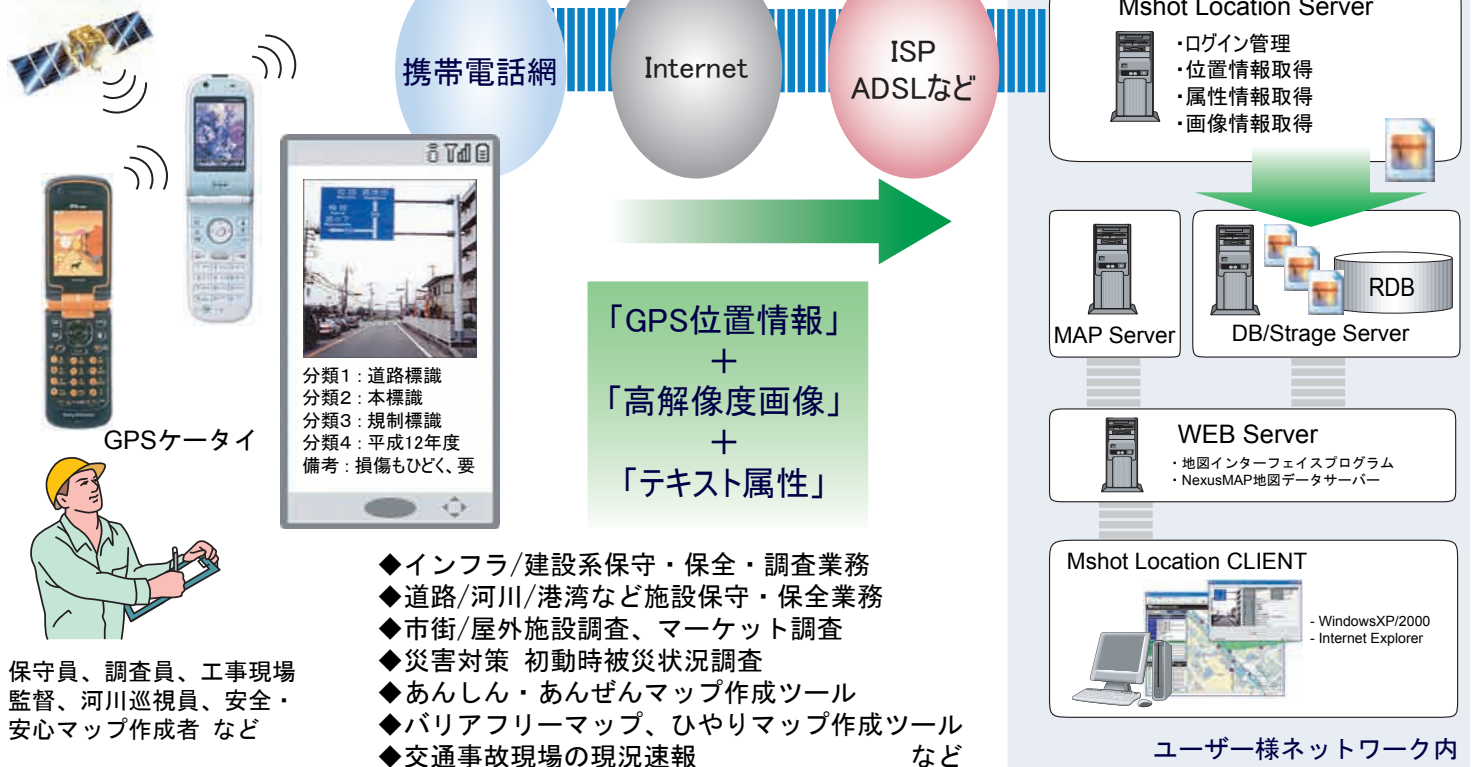 携帯電話網
Internet
ISP
ADSLなど
Mshot Location Server
・ログイン管理
・位置情報取得
・属性情報取得
・画像情報取得
分類1：道路標識
分類2：本標識
分類3：規制標識
分類4：平成12年度
備考：損傷もひどく、要
GPSケータイ
「GPS位置情報」
＋
「高解像度画像」
＋
「テキスト属性」
MAP Server
DB/Strage Server
RDB
WEB Server
・地図インターフェイスプログラム
・NexusMAP地図データサーバー
Mshot Location CLIENT
- WindowsXP/2000
- Internet Explorer
ユーザー様ネットワーク内
保守員、調査員、工事現場
監督、河川巡視員、安全・
安心マップ作成者 など
◆インフラ/建設系保守・保全・調査業務
◆道路/河川/港湾など施設保守・保全業務
◆市街/屋外施設調査、マーケット調査
◆災害対策 初動時被災状況調査
◆あんしん・あんぜんマップ作成ツール
◆バリアフリーマップ、ひやりマップ作成ツール
◆交通事故現場の現況速報 など